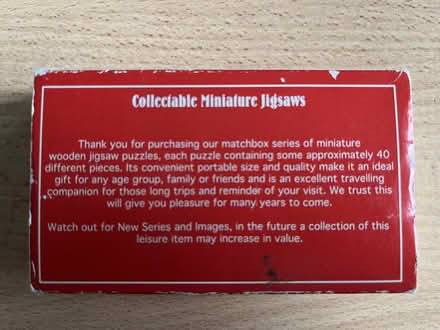 Collectable Miniature Jigsaws
Thank you for purchasing our matchbox series of miniature
wooden jigsaw puzzles, each puzzle containing some approximately 40
different pieces. Its convenient portable size and quality make it an ideal
gift for any age group, family or friends and is an excellent travelling
companion for those long trips and reminder of your visit. We trust this
will give you pleasure for many years to come.
Watch out for New Series and Images, in the future a collection of this
leisure item may increase in value.